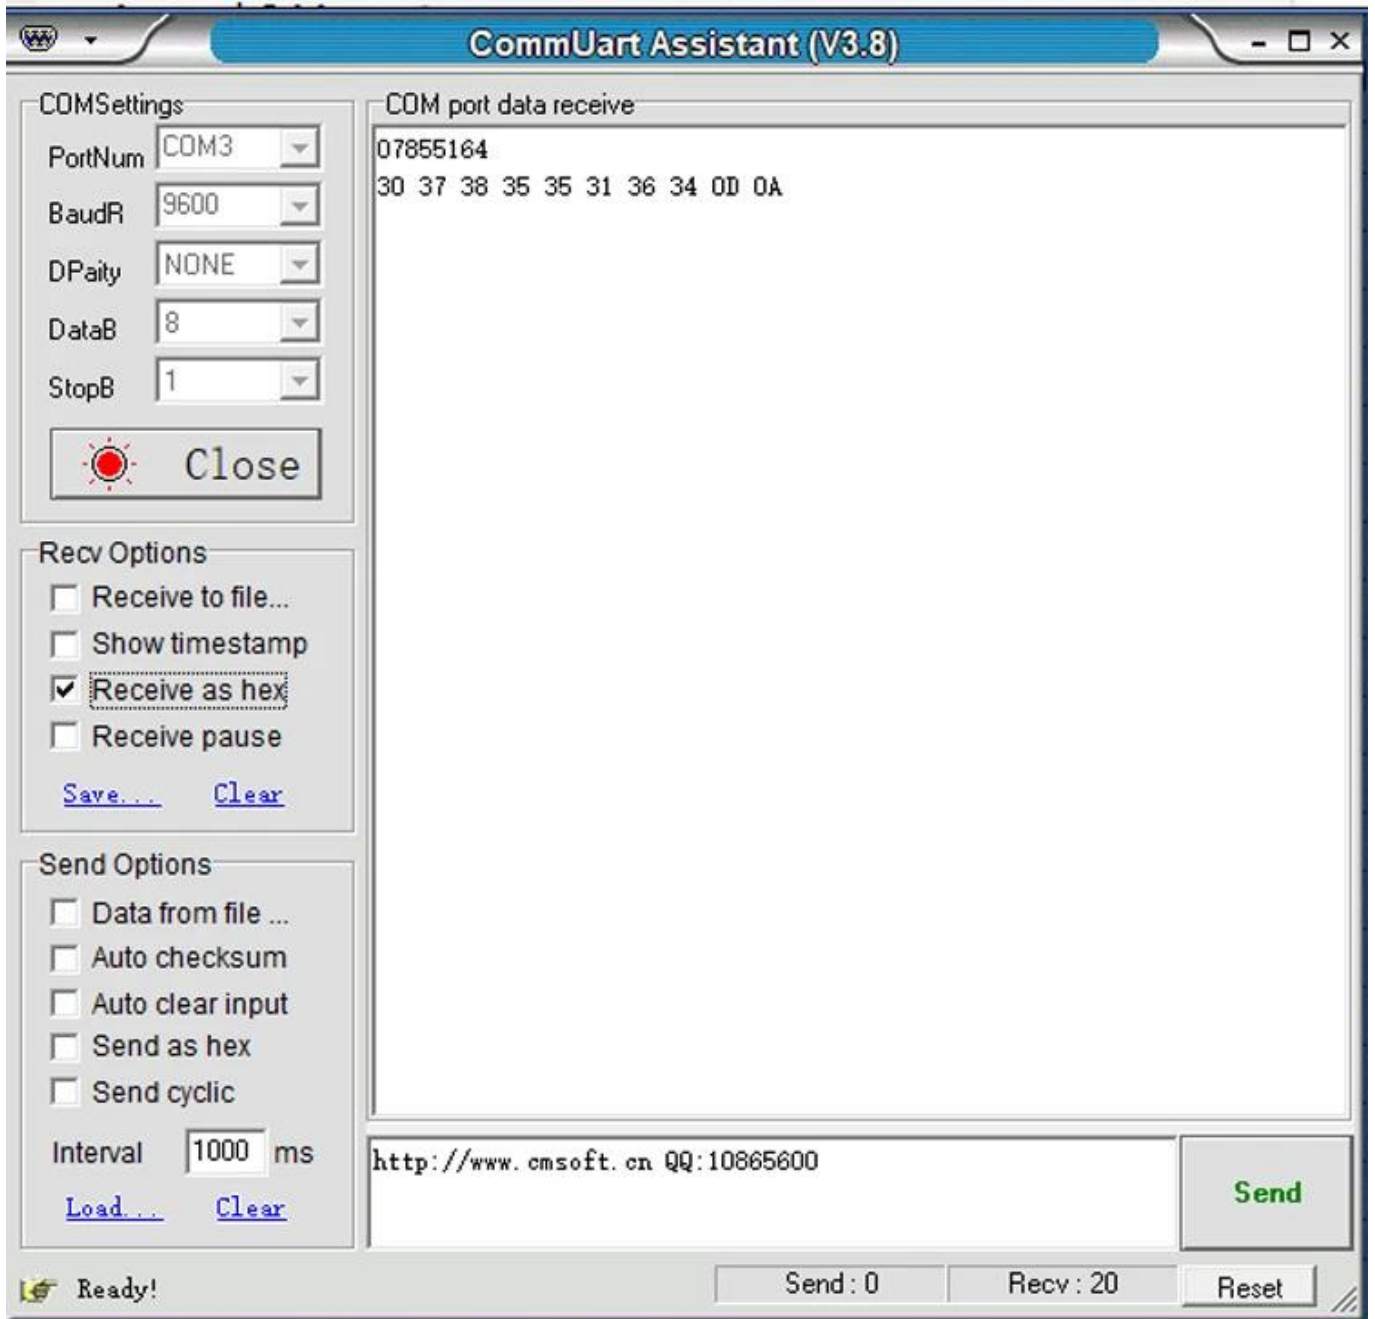 CommUart Assistant (V3.8)
COMSettings
PortNum COM3
BaudR 9600
DPaity NONE
DataB 8
StopB 1
Close
Recv Options
Receive to file...
Show timestamp
Receive as hex
Receive pause
Save... Clear
Send Options
Data from file ...
Auto checksum
Auto clear input
Send as hex
Send cyclic
Interval 1000 ms
Load... Clear
COM port data receive
07855164
30 37 38 35 35 31 36 34 0D 0A
http://www.cmsoft.cn QQ:10865600
Send
Ready!
Send : 0
Recv : 20
Reset